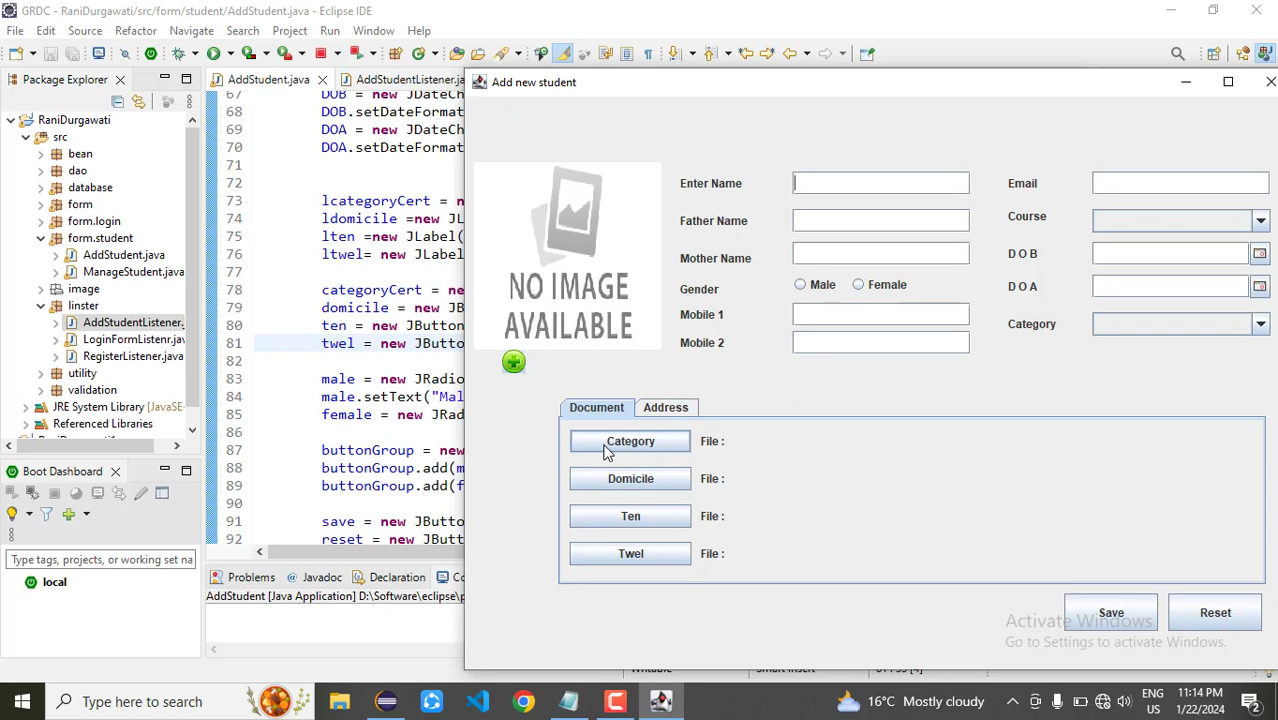 GRDC - RaniDurgawati/src/form/student/AddStudent.java - Eclipse IDE
File Edit Source Refactor Navigate Search Project Run Window Help
Package Explorer
RaniDurgawati
src
bean
dao
database
form
form.login
form.student
AddStudent.java
ManageStudent.java
image
linster
AddStudentListener.
LoginFormListenr.jav
RegisterListener.java
utility
validation
JRE System Library [JavaSE-
Referenced Libraries
Boot Dashboard
Type tags, projects, or working set na
local
AddStudent.java
AddStudentListener.ja
67 DOB = new JDateCh
68 DOB.setDateFormat
69 DOA = new JDateCh
70 DOA.setDateFormat
71
72
73 lcategoryCert =
74 ldomicile =new JL
75 lten =new JLabel(
76 ltwel= new JLabel
77
78 categoryCert = ne
79 domicile = new JB
80 ten = new JButton
81 twel = new JButto
82
83 male = new JRadio
84 male.setText("Mal
85 female = new JRad
86
87 buttonGroup = new
88 buttonGroup.add(m
89 buttonGroup.add(f
90
91 save = new JButto
92 reset = new JButt
Problems Javadoc Declaration Co
AddStudent [Java Application] D:\Software\eclipse\p
Add new student
NO IMAGE
AVAILABLE
Enter Name
Father Name
Mother Name
Gender Male Female
Mobile 1
Mobile 2
Email
Course
D O B
D O A
Category
Document Address
Category File :
Domicile File :
Ten File :
Twel File :
Save Reset
Activate Windows
Go to Settings to activate Windows.
Type here to search
16°C Mostly cloudy
ENG
US
11:14 PM
1/22/2024
2